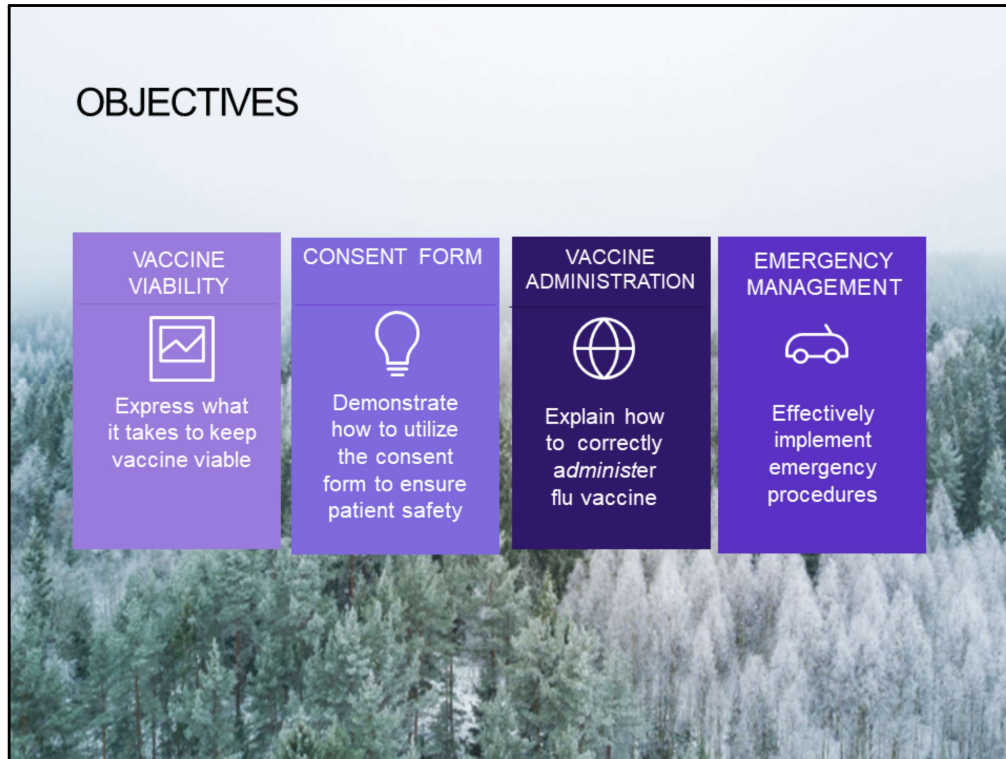 OBJECTIVES
VACCINE
VIABILITY
Express what
it takes to keep
vaccine viable
CONSENT FORM
Demonstrate
how to utilize
the consent
form to ensure
patient safety
VACCINE
ADMINISTRATION
Explain how
to correctly
administer
flu vaccine
EMERGENCY
MANAGEMENT
Effectively
implement
emergency
procedures